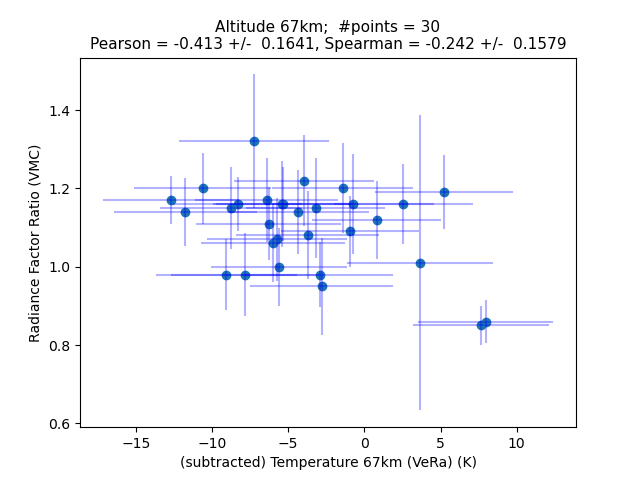 Altitude 67km;  #points = 30
Pearson = -0.413 +/-  0.1641, Spearman = -0.242 +/-  0.1579
Radiance Factor Ratio (VMC)
1.4
1.2
1.0
0.8
0.6
−15 −10 −5 0 5 10
(subtracted) Temperature 67km (VeRa) (K)